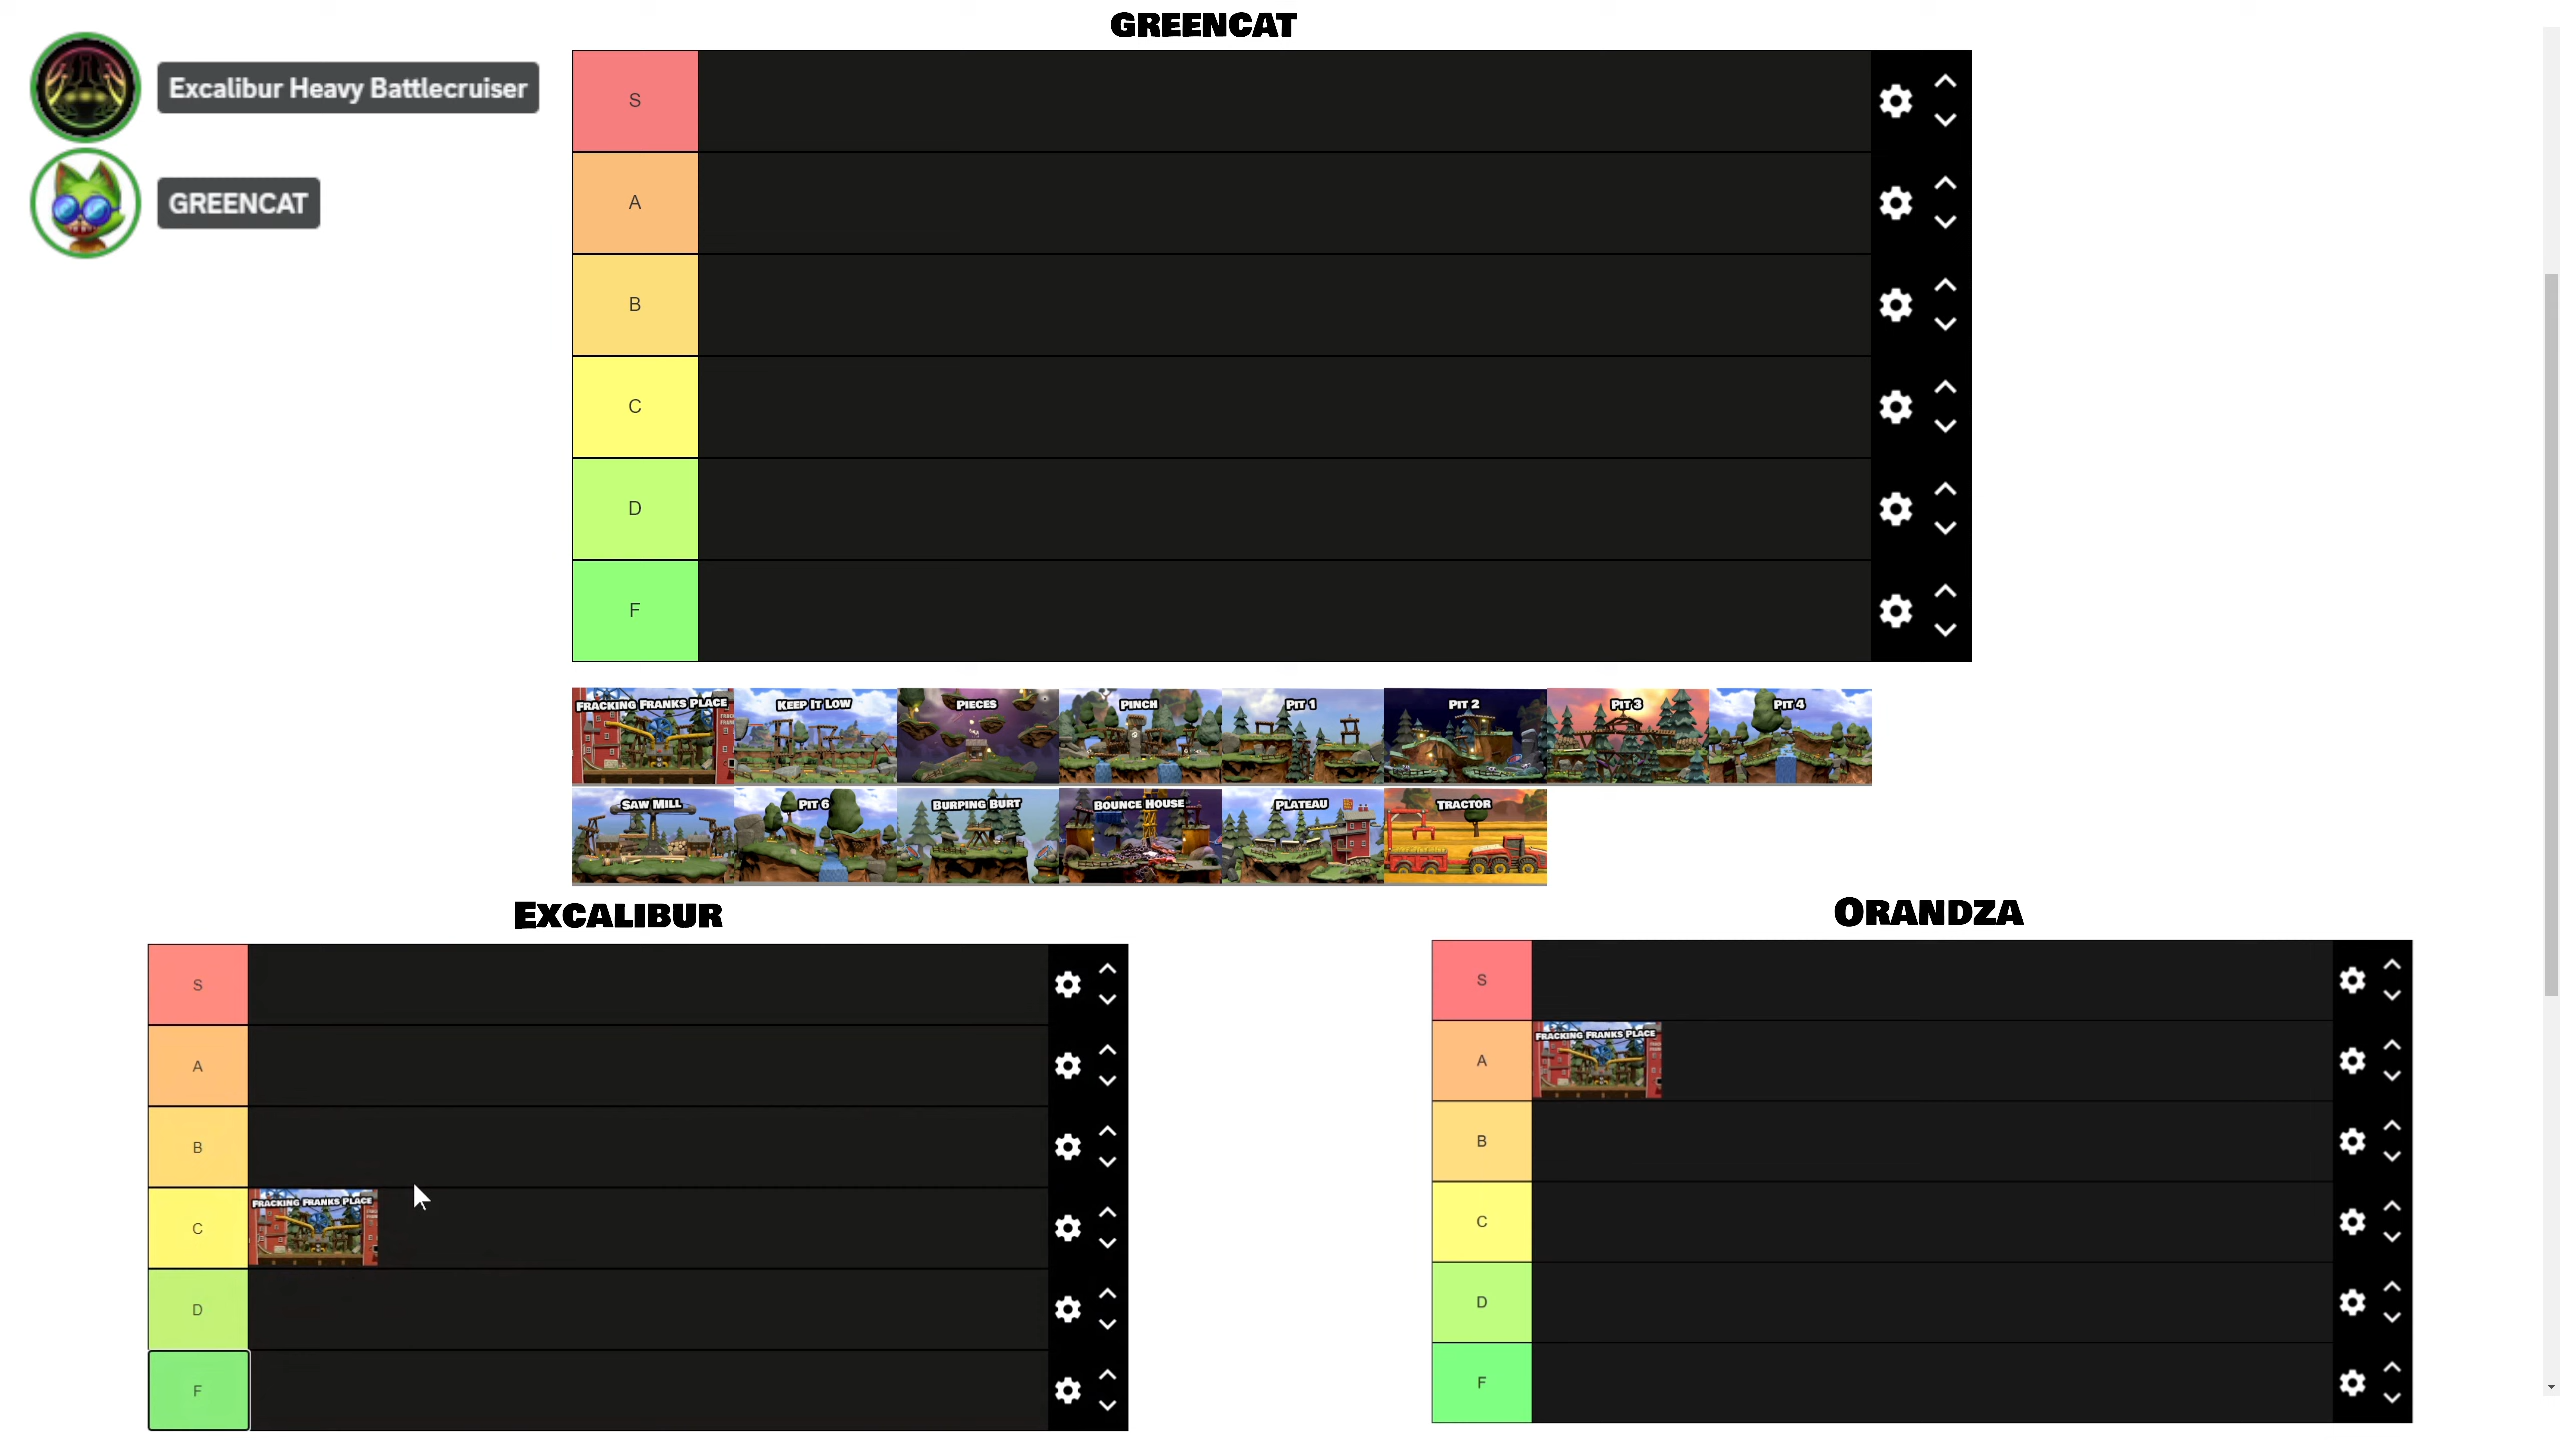 GREENCAT
Excalibur Heavy Battlecruiser
GREENCAT
S
A
B
C
D
F
FRACKING FRANKS PLACE
KEEP IT LOW
PIECES
PINCH
PIT 1
PIT 2
PIT 3
PIT 4
SAW MILL
PIT 6
BURPING BURT
BOUNCE HOUSE
PLATEAU
TRACTOR
EXCALIBUR
S
A
B
C
FRACKING FRANKS PLACE
D
F
ORANDZA
S
A
FRACKING FRANKS PLACE
B
C
D
F